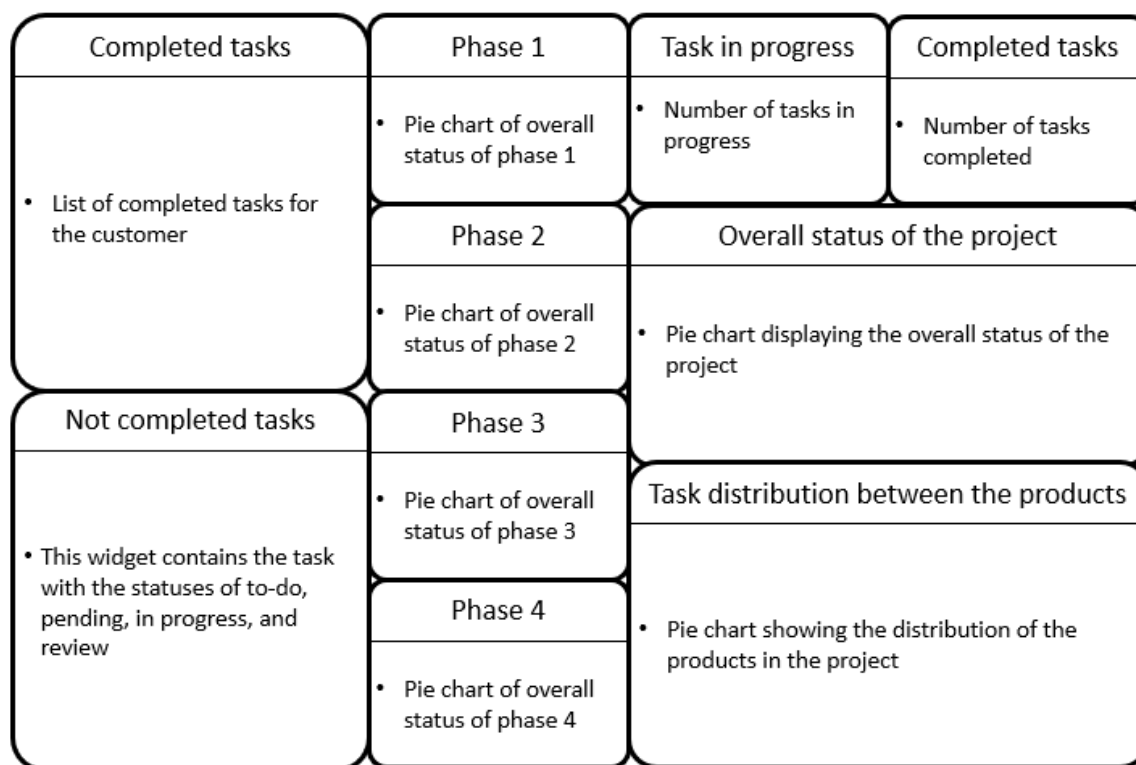 Completed tasks
• List of completed tasks for
the customer
Not completed tasks
• This widget contains the task
with the statuses of to-do,
pending, in progress, and
review
Phase 1
• Pie chart of overall
status of phase 1
Phase 2
• Pie chart of overall
status of phase 2
Phase 3
• Pie chart of overall
status of phase 3
Phase 4
• Pie chart of overall
status of phase 4
Task in progress
• Number of tasks in
progress
Completed tasks
• Number of tasks
completed
Overall status of the project
• Pie chart displaying the overall status of the
project
Task distribution between the products
• Pie chart showing the distribution of the
products in the project